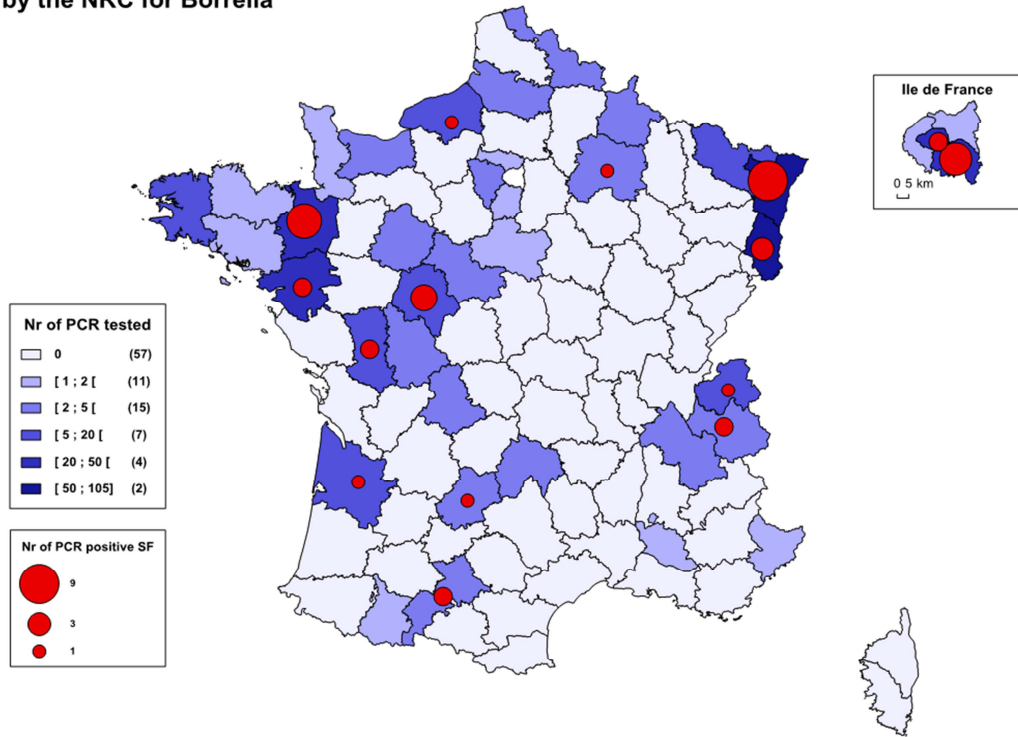 by the NRC for Borrelia
Ile de France
0 5 km
Nr of PCR tested
0 (57)
[ 1 ; 2 [ (11)
[ 2 ; 5 [ (15)
[ 5 ; 20 [ (7)
[ 20 ; 50 [ (4)
[ 50 ; 105] (2)
Nr of PCR positive SF
9
3
1